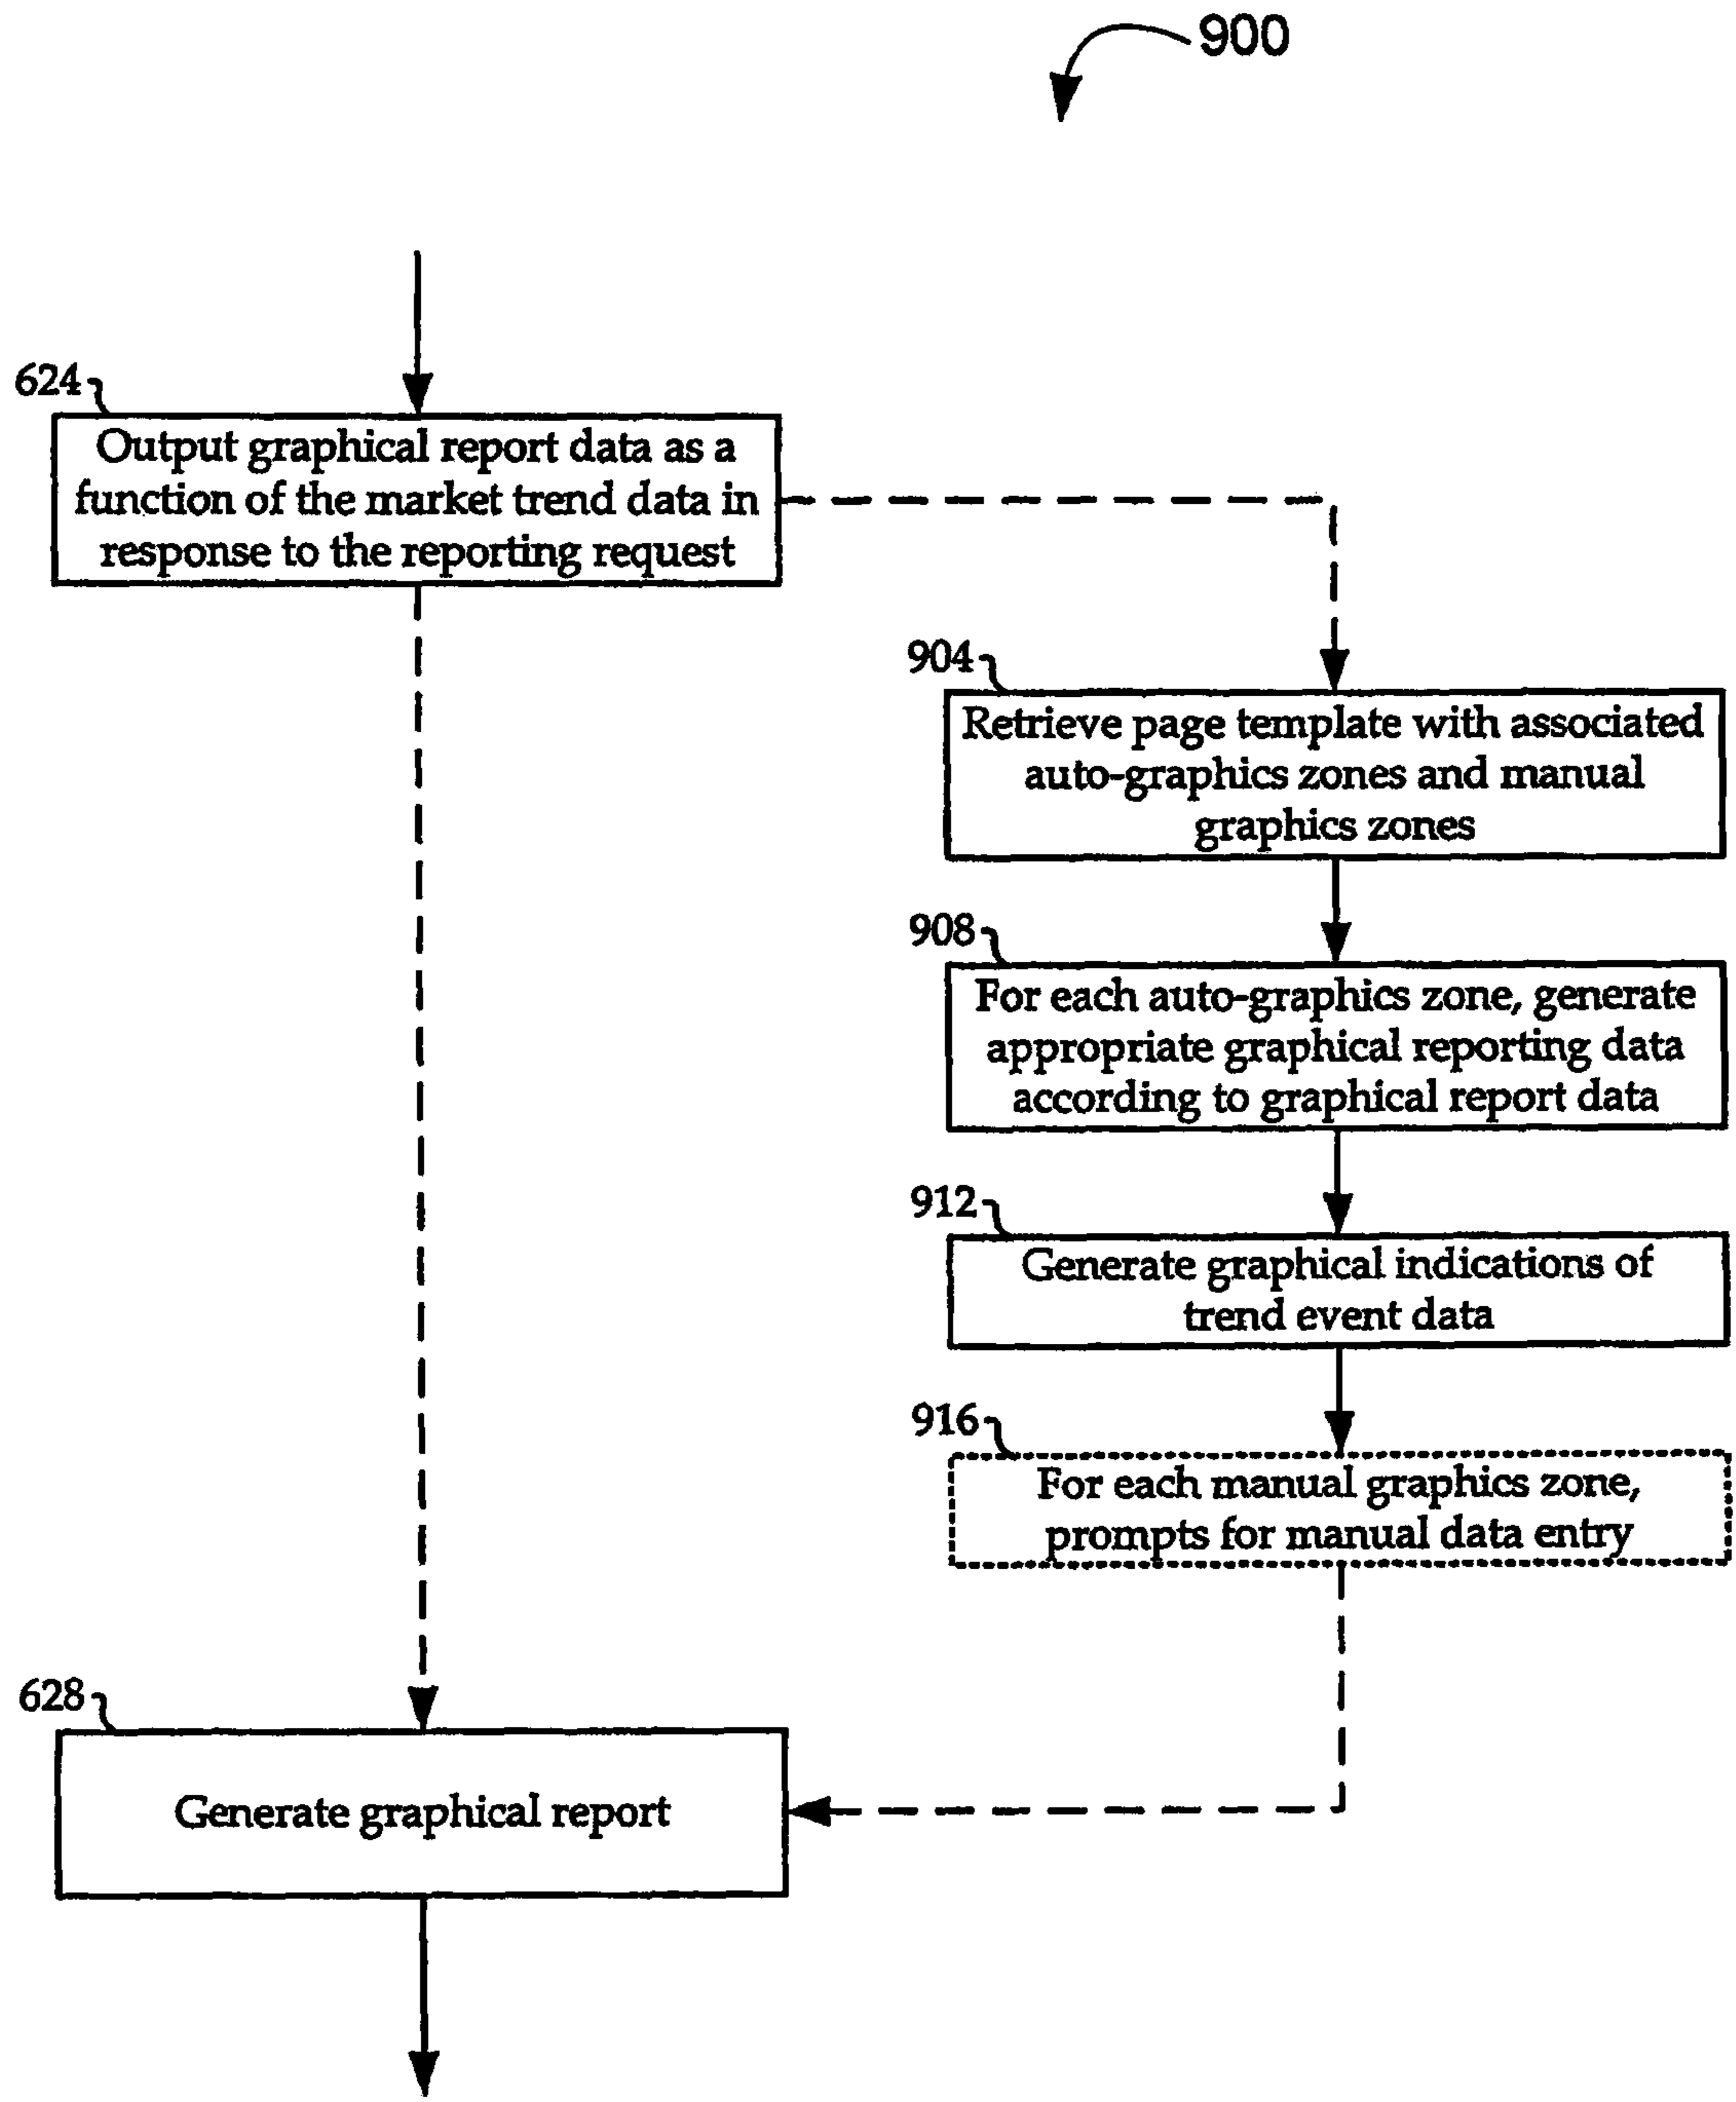 900
624
Output graphical report data as a
function of the market trend data in
response to the reporting request
904
Retrieve page template with associated
auto-graphics zones and manual
graphics zones
908
For each auto-graphics zone, generate
appropriate graphical reporting data
according to graphical report data
912
Generate graphical indications of
trend event data
916
For each manual graphics zone,
prompts for manual data entry
628
Generate graphical report